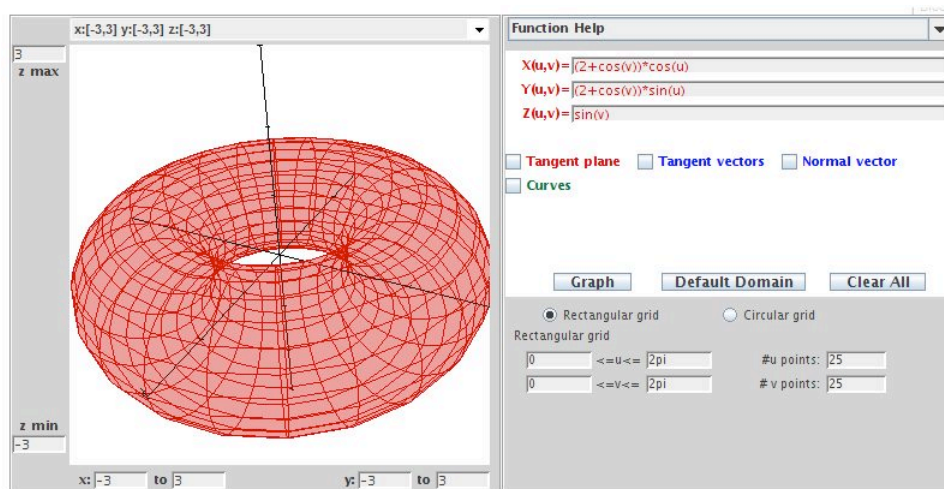 x:[-3,3] y:[-3,3] z:[-3,3]
3
z max
z min
-3
x: -3 to 3 y: -3 to 3
Function Help
X(u,v)= (2+cos(v))*cos(u)
Y(u,v)= (2+cos(v))*sin(u)
Z(u,v)= sin(v)
Tangent plane Tangent vectors Normal vector
Curves
Graph Default Domain Clear All
Rectangular grid Circular grid
Rectangular grid
0 <=u<= 2pi #u points: 25
0 <=v<= 2pi # v points: 25